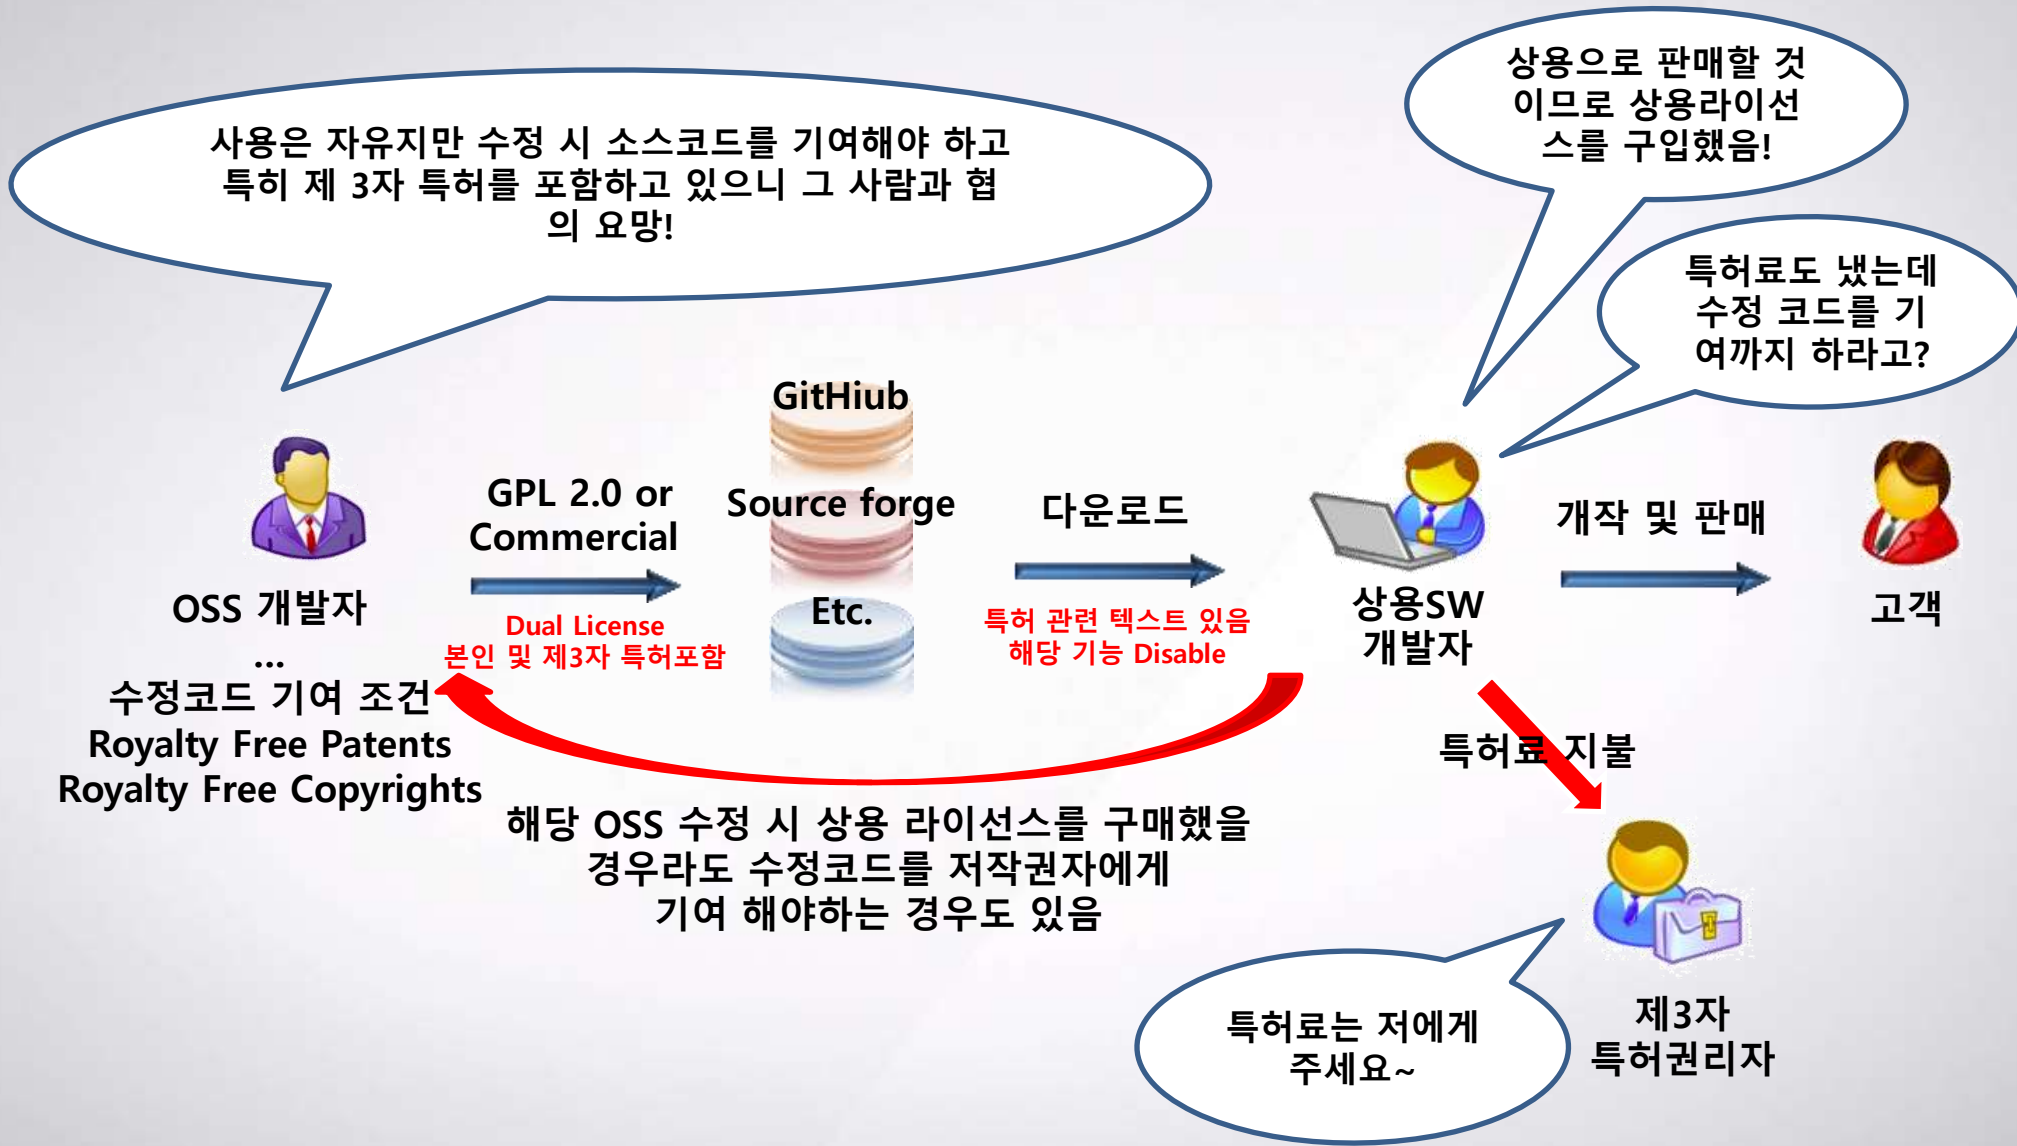 상용으로 판매할 것
이므로 상용라이선
스를 구입했음!
사용은 자유지만 수정 시 소스코드를 기여해야 하고
특히 제 3자 특허를 포함하고 있으니 그 사람과 협
의 요망!
특허료도 냈는데
수정 코드를 기
여까지 하라고?
GitHiub
Source forge
Etc.
GPL 2.0 or
Commercial
Dual License
본인 및 제3자 특허포함
다운로드
특허 관련 텍스트 있음
해당 기능 Disable
개작 및 판매
OSS 개발자
...
수정코드 기여 조건
Royalty Free Patents
Royalty Free Copyrights
상용SW
개발자
고객
특허료 지불
해당 OSS 수정 시 상용 라이선스를 구매했을
경우라도 수정코드를 저작권자에게
기여 해야하는 경우도 있음
특허료는 저에게
주세요~
제3자
특허권리자